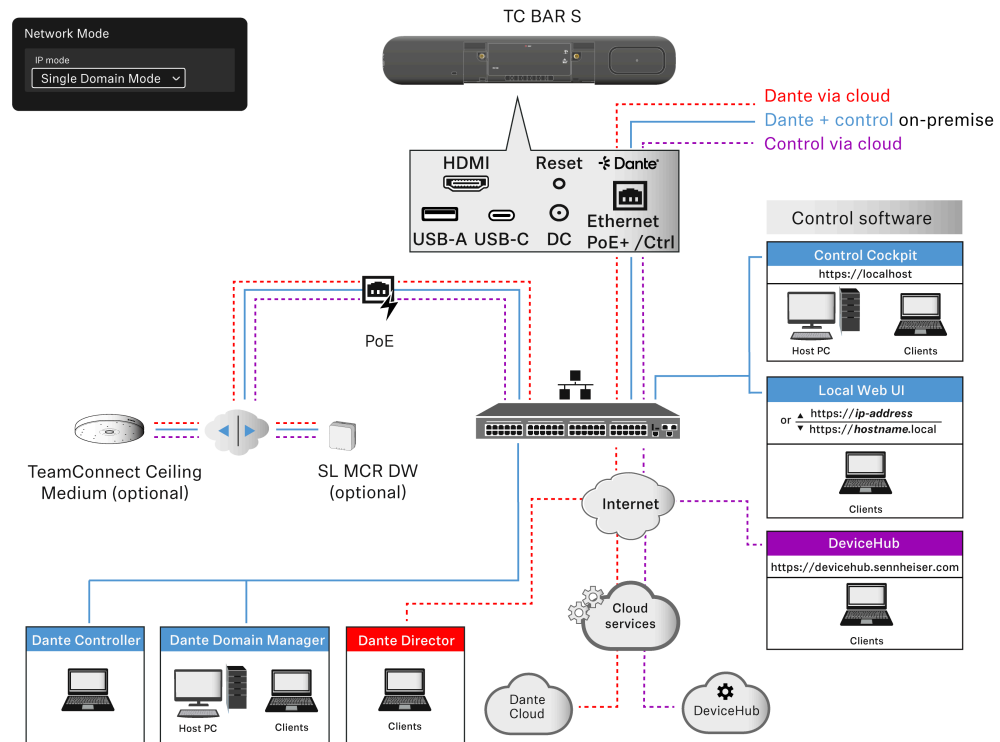 TC BAR S
Network Mode
IP mode
Single Domain Mode
Dante via cloud
Dante + control on-premise
Control via cloud
HDMI
Reset
Dante
USB-A
USB-C
DC
Ethernet
PoE+ /Ctrl
Control software
Control Cockpit
https://localhost
Host PC
Clients
PoE
Local Web UI
or
https://ip-address
https://hostname.local
Clients
TeamConnect Ceiling
Medium (optional)
SL MCR DW
(optional)
Internet
DeviceHub
https://devicehub.sennheiser.com
Clients
Cloud
services
Dante Controller
Dante Domain Manager
Host PC
Clients
Dante Director
Clients
Dante
Cloud
DeviceHub